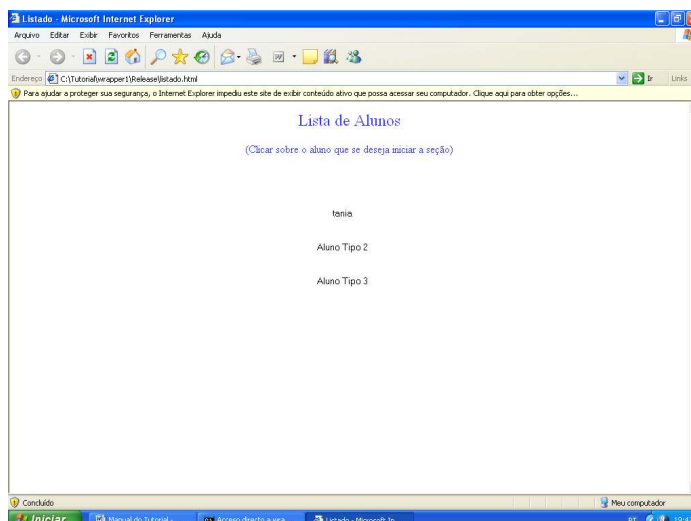 Listado - Microsoft Internet Explorer
Arquivo Editar Exibir Favoritos Ferramentas Ajuda
Endereço C:\Tutorial\wrapper1\Release\listado.html Ir Links
Para ajudar a proteger sua segurança, o Internet Explorer impediu este site de exibir conteúdo ativo que possa acessar seu computador. Clique aqui para obter opções...
Lista de Alunos
(Clicar sobre o aluno que se deseja iniciar a seção)
tania
Aluno Tipo 2
Aluno Tipo 3
Concluído Meu computador
Iniciar Manual do Tutorial - Acceso directo a wra... Listado - Microsoft In... PT